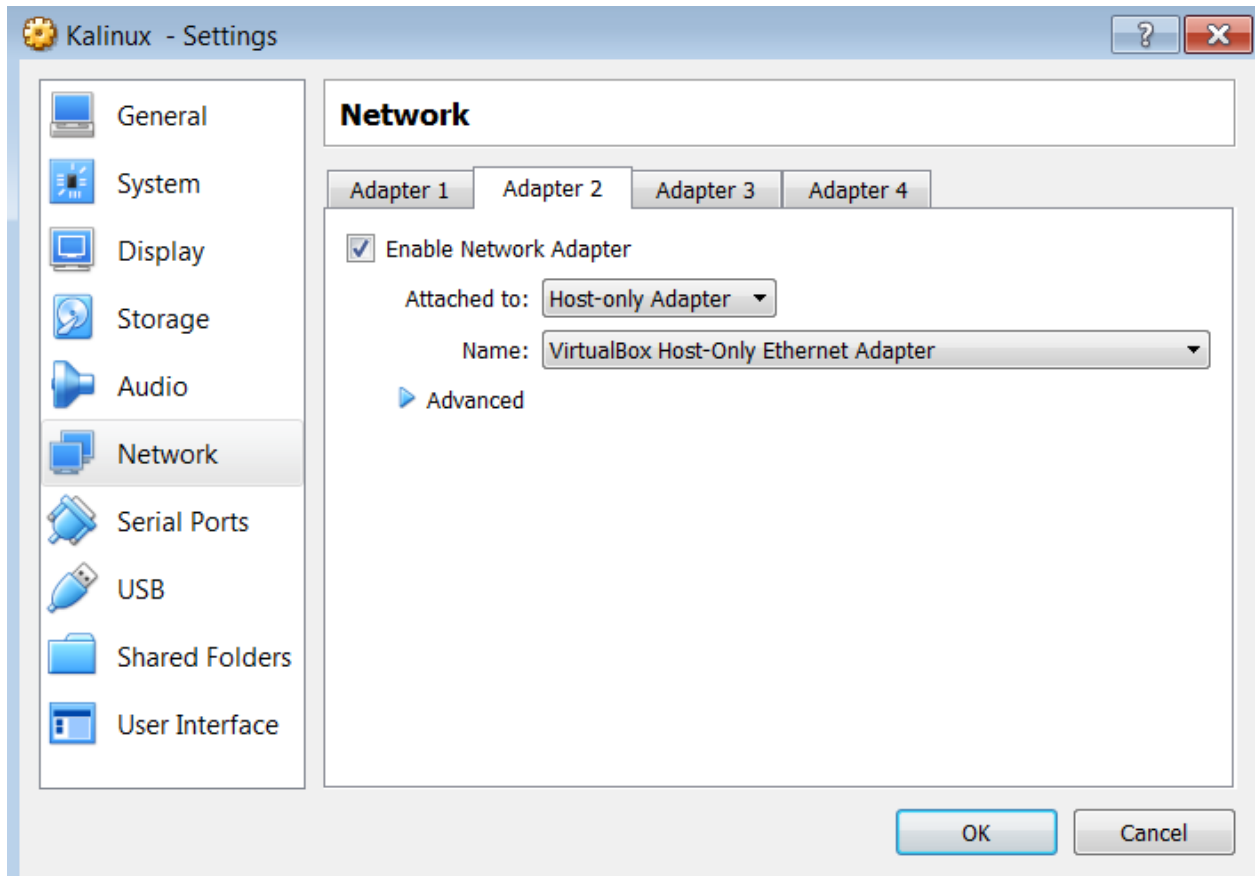 Kalinux - Settings
?
General
System
Display
Storage
Audio
Network
Serial Ports
USB
Shared Folders
User Interface
Network
Adapter 1 Adapter 2 Adapter 3 Adapter 4
Enable Network Adapter
Attached to: Host-only Adapter
Name: VirtualBox Host-Only Ethernet Adapter
Advanced
OK Cancel